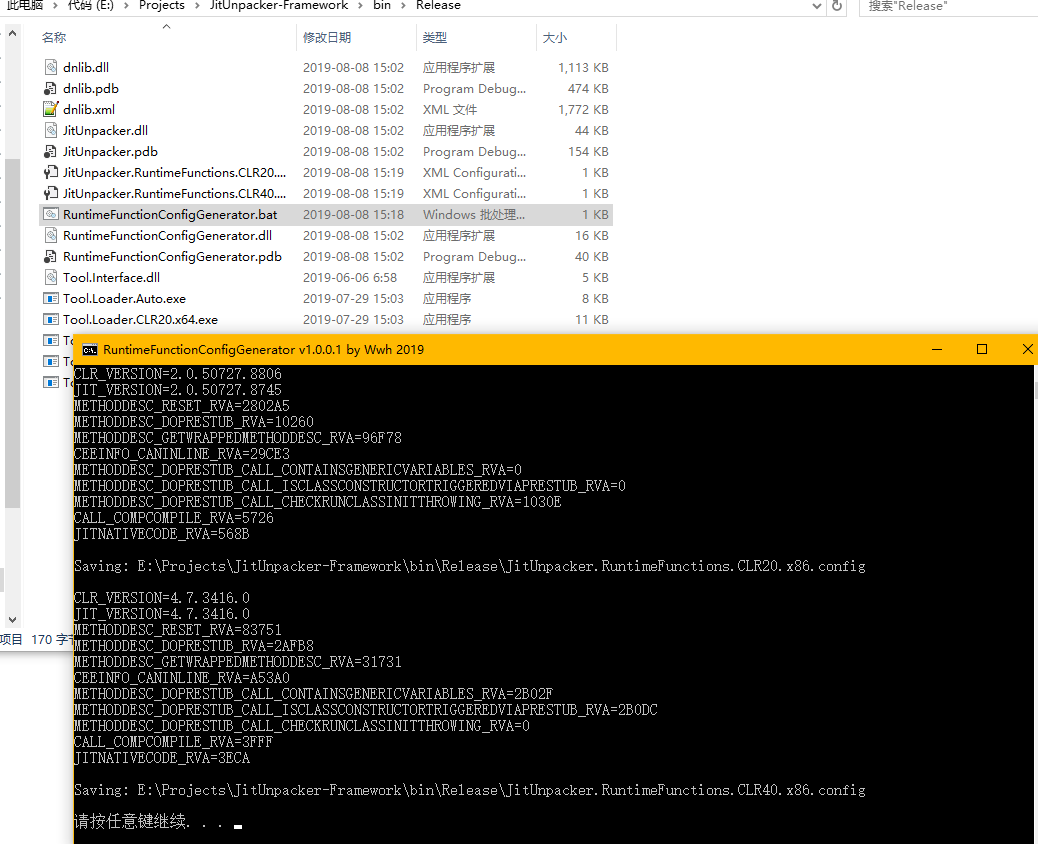 此电脑 › 代码 (E:) › Projects › JitUnpacker-Framework › bin › Release 搜索"Release"
名称 修改日期 类型 大小
dnlib.dll 2019-08-08 15:02 应用程序扩展 1,113 KB
dnlib.pdb 2019-08-08 15:02 Program Debug... 474 KB
dnlib.xml 2019-08-08 15:02 XML 文件 1,772 KB
JitUnpacker.dll 2019-08-08 15:02 应用程序扩展 44 KB
JitUnpacker.pdb 2019-08-08 15:02 Program Debug... 154 KB
JitUnpacker.RuntimeFunctions.CLR20.... 2019-08-08 15:19 XML Configurati... 1 KB
JitUnpacker.RuntimeFunctions.CLR40.... 2019-08-08 15:19 XML Configurati... 1 KB
RuntimeFunctionConfigGenerator.bat 2019-08-08 15:18 Windows 批处理... 1 KB
RuntimeFunctionConfigGenerator.dll 2019-08-08 15:02 应用程序扩展 16 KB
RuntimeFunctionConfigGenerator.pdb 2019-08-08 15:02 Program Debug... 40 KB
Tool.Interface.dll 2019-06-06 6:58 应用程序扩展 5 KB
Tool.Loader.Auto.exe 2019-07-29 15:03 应用程序 8 KB
Tool.Loader.CLR20.x64.exe 2019-07-29 15:03 应用程序 11 KB
项目 170 字节
RuntimeFunctionConfigGenerator v1.0.0.1 by Wwh 2019
CLR_VERSION=2.0.50727.8806
JIT_VERSION=2.0.50727.8745
METHODDESC_RESET_RVA=2802A5
METHODDESC_DOPRESTUB_RVA=10260
METHODDESC_GETWRAPPEDMETHODDESC_RVA=96F78
CEEINFO_CANINLINE_RVA=29CE3
METHODDESC_DOPRESTUB_CALL_CONTAINSGENERICVARIABLES_RVA=0
METHODDESC_DOPRESTUB_CALL_ISCLASSCONSTRUCTORTRIGGEREDVIAPRESTUB_RVA=0
METHODDESC_DOPRESTUB_CALL_CHECKRUNCLASSINITTHROWING_RVA=1030E
CALL_COMPCOMPILE_RVA=5726
JITNATIVECODE_RVA=568B
Saving: E:\Projects\JitUnpacker-Framework\bin\Release\JitUnpacker.RuntimeFunctions.CLR20.x86.config
CLR_VERSION=4.7.3416.0
JIT_VERSION=4.7.3416.0
METHODDESC_RESET_RVA=83751
METHODDESC_DOPRESTUB_RVA=2AFB8
METHODDESC_GETWRAPPEDMETHODDESC_RVA=31731
CEEINFO_CANINLINE_RVA=A53A0
METHODDESC_DOPRESTUB_CALL_CONTAINSGENERICVARIABLES_RVA=2B02F
METHODDESC_DOPRESTUB_CALL_ISCLASSCONSTRUCTORTRIGGEREDVIAPRESTUB_RVA=2B0DC
METHODDESC_DOPRESTUB_CALL_CHECKRUNCLASSINITTHROWING_RVA=0
CALL_COMPCOMPILE_RVA=3FFF
JITNATIVECODE_RVA=3ECA
Saving: E:\Projects\JitUnpacker-Framework\bin\Release\JitUnpacker.RuntimeFunctions.CLR40.x86.config
请按任意键继续. . .